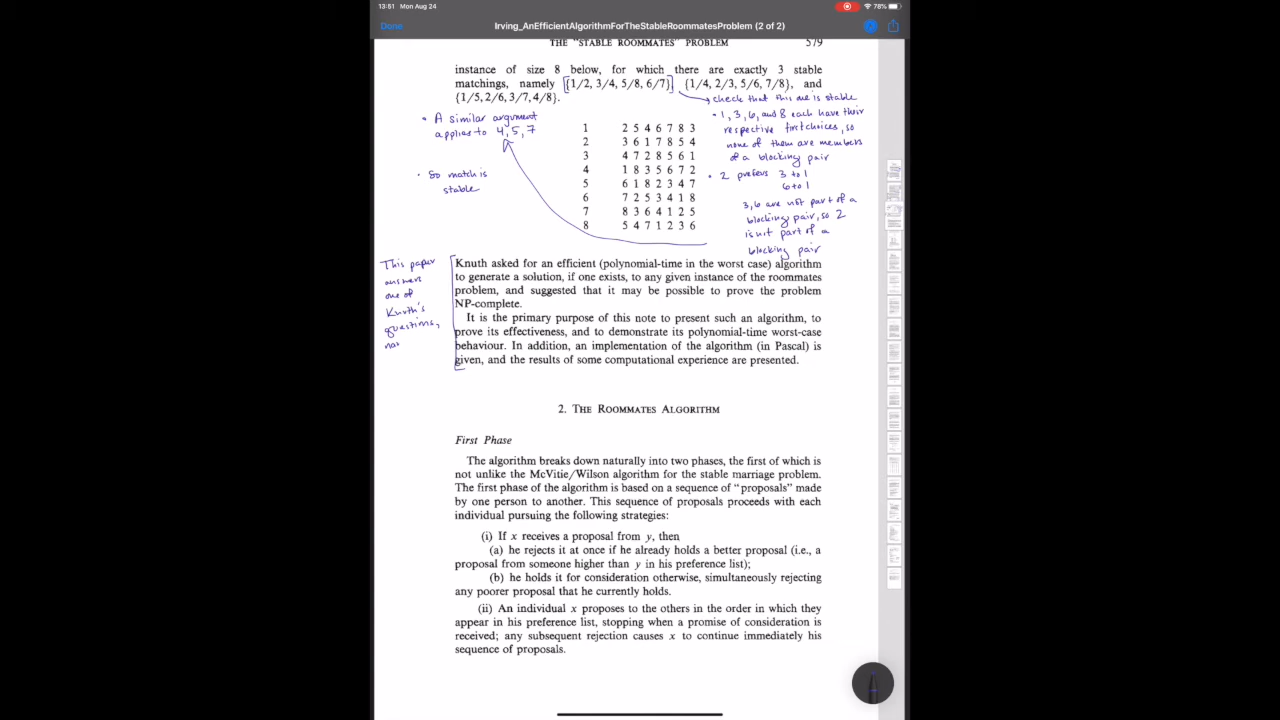 13:51 Mon Aug 24
78%
Done
Irving_AnEfficientAlgorithmForTheStableRoommatesProblem (2 of 2)
THE "STABLE ROOMMATES" PROBLEM 579
instance of size 8 below, for which there are exactly 3 stable
matchings, namely {1/2, 3/4, 5/8, 6/7}, {1/4, 2/3, 5/6, 7/8}, and
{1/5, 2/6, 3/7, 4/8}.
check that this one is stable
• 1, 3, 6, and 8 each have their
respective first choices, so
none of them are members
of a blocking pair
• 2 prefers 3 to 1
6 to 1
3, 6 are not part of a
blocking pair, so 2
isn't part of a
blocking pair
• A similar argument
applies to 4, 5, 7
• So match is
stable
1 2 5 4 6 7 8 3
2 3 6 1 7 8 5 4
3 4 7 2 8 5 6 1
4 1 8 3 5 6 7 2
5 6 1 8 2 3 4 7
6 7 2 5 3 4 1 8
7 8 3 6 4 1 2 5
8 5 4 7 1 2 3 6
This paper
answers
one of
Knuth's
questions,
na
Knuth asked for an efficient (polynomial-time in the worst case) algorithm
to generate a solution, if one exists, to any given instance of the roommates
problem, and suggested that it may be possible to prove the problem
NP-complete.
It is the primary purpose of this note to present such an algorithm, to
prove its effectiveness, and to demonstrate its polynomial-time worst-case
behaviour. In addition, an implementation of the algorithm (in Pascal) is
given, and the results of some computational experience are presented.
2. THE ROOMMATES ALGORITHM
First Phase
The algorithm breaks down naturally into two phases, the first of which is
not unlike the McVitie/Wilson algorithm for the stable marriage problem.
The first phase of the algorithm is based on a sequence of "proposals" made
by one person to another. This sequence of proposals proceeds with each
individual pursuing the following strategies:
(i) If x receives a proposal from y, then
(a) he rejects it at once if he already holds a better proposal (i.e., a
proposal from someone higher than y in his preference list);
(b) he holds it for consideration otherwise, simultaneously rejecting
any poorer proposal that he currently holds.
(ii) An individual x proposes to the others in the order in which they
appear in his preference list, stopping when a promise of consideration is
received; any subsequent rejection causes x to continue immediately his
sequence of proposals.